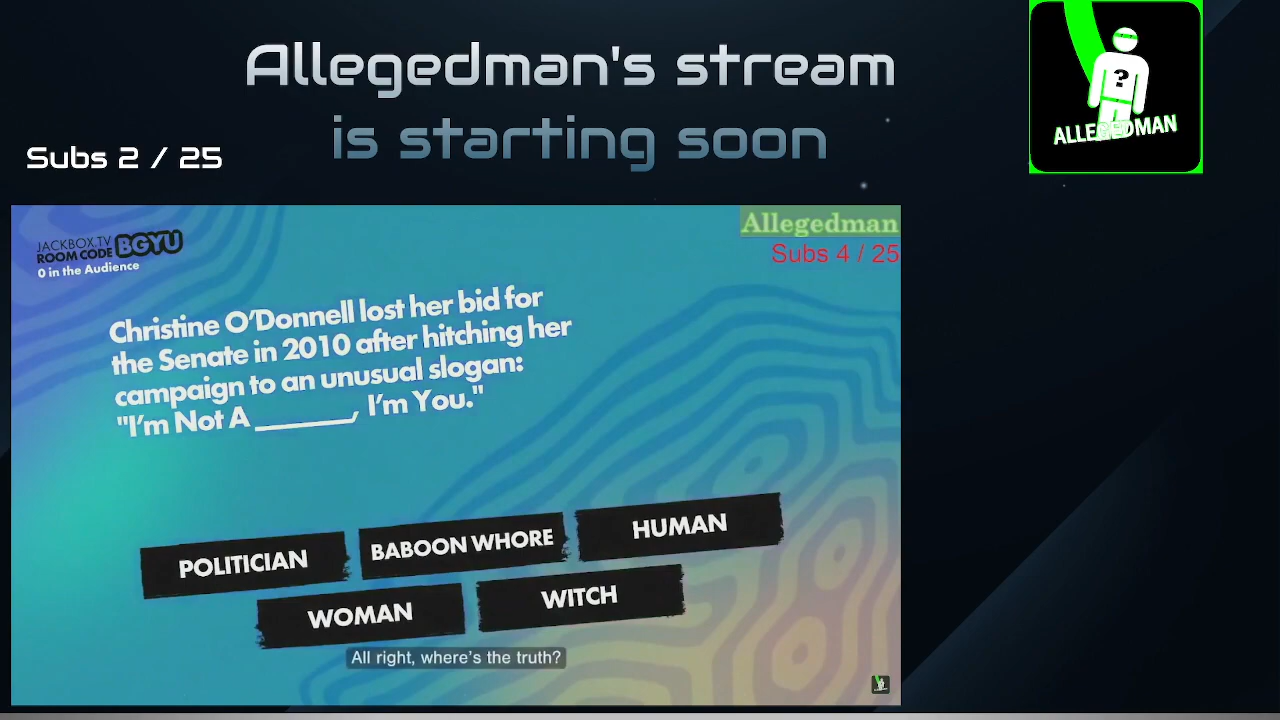 Allegedman's stream
is starting soon
?
ALLEGEDMAN
Subs 2 / 25
JACKBOX.TV
ROOM CODE BGYU
0 in the Audience
Allegedman
Subs 4 / 25
Christine O'Donnell lost her bid for
the Senate in 2010 after hitching her
campaign to an unusual slogan:
"I'm Not A ______, I'm You."
POLITICIAN
BABOON WHORE
HUMAN
WOMAN
WITCH
All right, where's the truth?